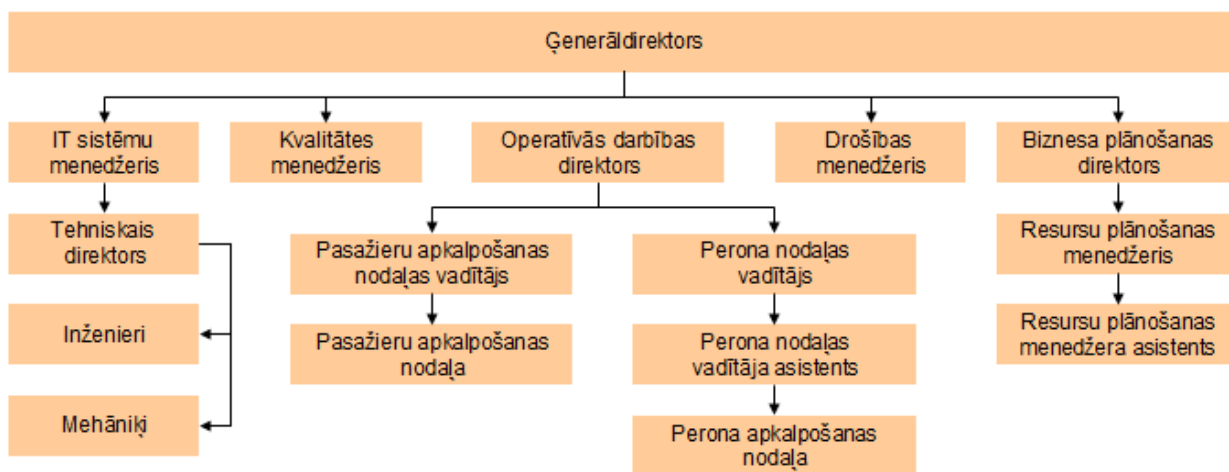 Ģenerāldirektors
IT sistēmu
menedžeris
Kvalitātes
menedžeris
Operatīvās darbības
direktors
Drošības
menedžeris
Biznesa plānošanas
direktors
Tehniskais
direktors
Pasažieru apkalpošanas
nodaļas vadītājs
Perona nodaļas
vadītājs
Resursu plānošanas
menedžeris
Inženieri
Pasažieru apkalpošanas
nodaļa
Perona nodaļas
vadītāja asistents
Resursu plānošanas
menedžera asistents
Mehāniķi
Perona apkalpošanas
nodaļa